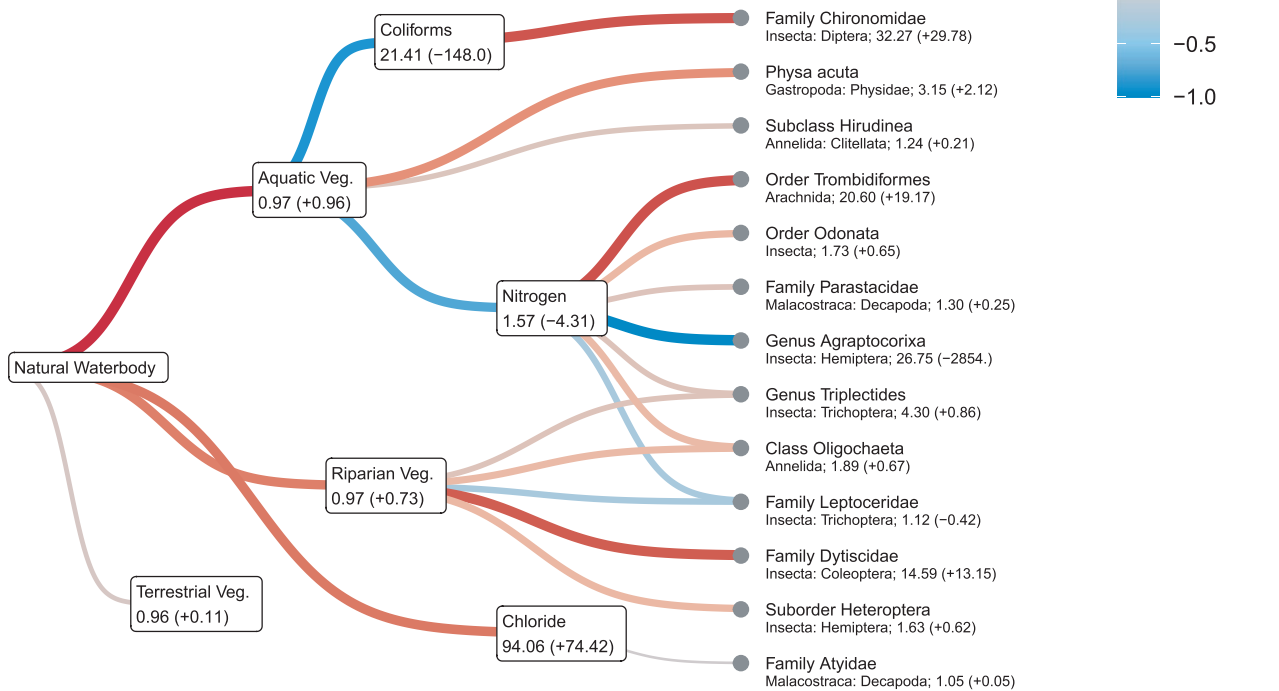 Coliforms
21.41 (−148.0)
Aquatic Veg.
0.97 (+0.96)
Nitrogen
1.57 (−4.31)
Natural Waterbody
Riparian Veg.
0.97 (+0.73)
Terrestrial Veg.
0.96 (+0.11)
Chloride
94.06 (+74.42)
Family Chironomidae
Insecta: Diptera; 32.27 (+29.78)
Physa acuta
Gastropoda: Physidae; 3.15 (+2.12)
Subclass Hirudinea
Annelida: Clitellata; 1.24 (+0.21)
Order Trombidiformes
Arachnida; 20.60 (+19.17)
Order Odonata
Insecta; 1.73 (+0.65)
Family Parastacidae
Malacostraca: Decapoda; 1.30 (+0.25)
Genus Agraptocorixa
Insecta: Hemiptera; 26.75 (−2854.)
Genus Triplectides
Insecta: Trichoptera; 4.30 (+0.86)
Class Oligochaeta
Annelida; 1.89 (+0.67)
Family Leptoceridae
Insecta: Trichoptera; 1.12 (−0.42)
Family Dytiscidae
Insecta: Coleoptera; 14.59 (+13.15)
Suborder Heteroptera
Insecta: Hemiptera; 1.63 (+0.62)
Family Atyidae
Malacostraca: Decapoda; 1.05 (+0.05)
−0.5
−1.0